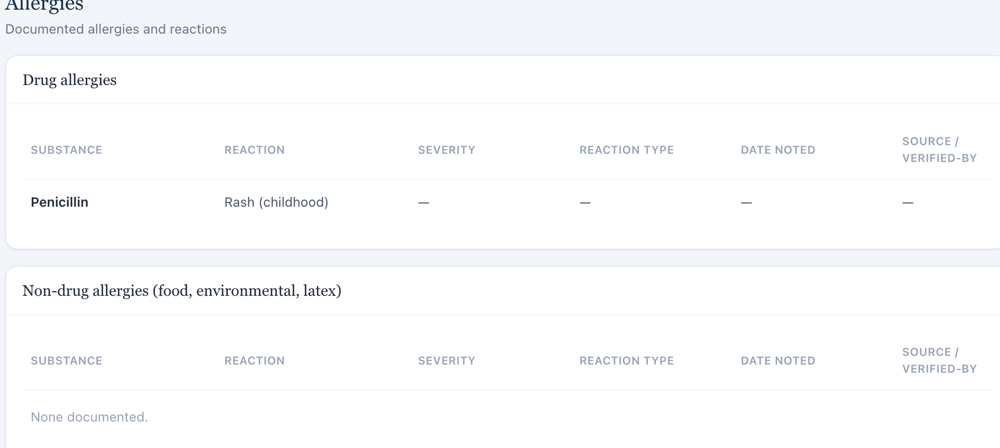 Allergies
Documented allergies and reactions
Drug allergies
SUBSTANCE REACTION SEVERITY REACTION TYPE DATE NOTED SOURCE / VERIFIED-BY
Penicillin Rash (childhood) — — — —
Non-drug allergies (food, environmental, latex)
SUBSTANCE REACTION SEVERITY REACTION TYPE DATE NOTED SOURCE / VERIFIED-BY
None documented.